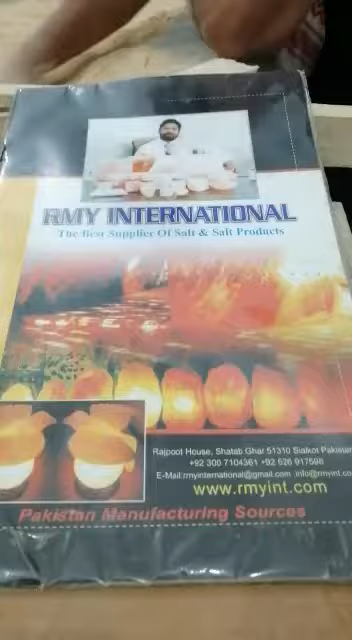 RMY INTERNATIONAL
The Best Supplier Of Salt & Salt Products
Rajpoot House, Shatab Ghar 51310 Sialkot Pakistan
+92 300 7104361 +92 526 917598
E-Mail:rmyinternational@gmail.com info@rmyint.co
www.rmyint.com
Pakistan Manufacturing Sources